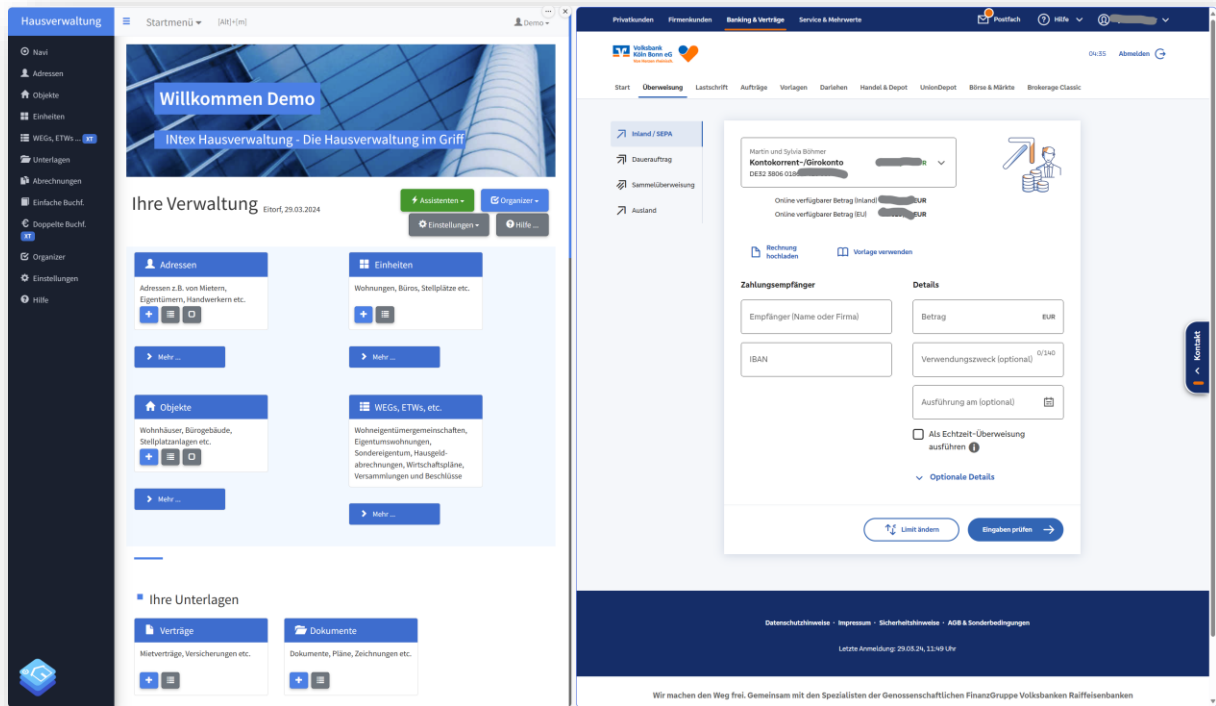 Hausverwaltung
Startmenü
[Alt]+[m]
Demo
Navi
Adressen
Objekte
Einheiten
WEGs, ETWs ... XT
Unterlagen
Abrechnungen
Einfache Buchf.
Doppelte Buchf.
XT
Organizer
Einstellungen
Hilfe
Willkommen Demo
INtex Hausverwaltung - Die Hausverwaltung im Griff
Ihre Verwaltung Eitorf, 29.03.2024
Assistenten
Organizer
Einstellungen
Hilfe ...
Adressen
Adressen z.B. von Mietern,
Eigentümern, Handwerkern etc.
Mehr ...
Einheiten
Wohnungen, Büros, Stellplätze etc.
Mehr ...
Objekte
Wohnhäuser, Bürogebäude,
Stellplatzanlagen etc.
Mehr ...
WEGs, ETWs, etc.
Wohneigentümergemeinschaften,
Eigentumswohnungen,
Sondereigentum, Hausgeld-
abrechnungen, Wirtschaftspläne,
Versammlungen und Beschlüsse
Mehr ...
Ihre Unterlagen
Verträge
Mietverträge, Versicherungen etc.
Dokumente
Dokumente, Pläne, Zeichnungen etc.
Privatkunden Firmenkunden Banking & Verträge Service & Mehrwerte
Postfach Hilfe
Volksbank
Köln Bonn eG
04:35 Abmelden
Start Überweisung Lastschrift Aufträge Vorlagen Darlehen Handel & Depot UnionDepot Börse & Märkte Brokerage Classic
Inland / SEPA
Dauerauftrag
Sammelüberweisung
Ausland
Martin und Sylvia Böhmer
Kontokorrent-/Girokonto
DE32 3806 018
Online verfügbarer Betrag (Inland) EUR
Online verfügbarer Betrag (EU) EUR
Rechnung
hochladen
Vorlage verwenden
Zahlungsempfänger
Empfänger (Name oder Firma)
IBAN
Details
Betrag EUR
Verwendungszweck (optional) 0/140
Ausführung am (optional)
Als Echtzeit-Überweisung
ausführen
Optionale Details
Limit ändern
Eingaben prüfen
Kontakt
Datenschutzhinweise · Impressum · Sicherheitshinweise · AGB & Sonderbedingungen
Letzte Anmeldung: 29.03.24, 11:49 Uhr
Wir machen den Weg frei. Gemeinsam mit den Spezialisten der Genossenschaftlichen FinanzGruppe Volksbanken Raiffeisenbanken